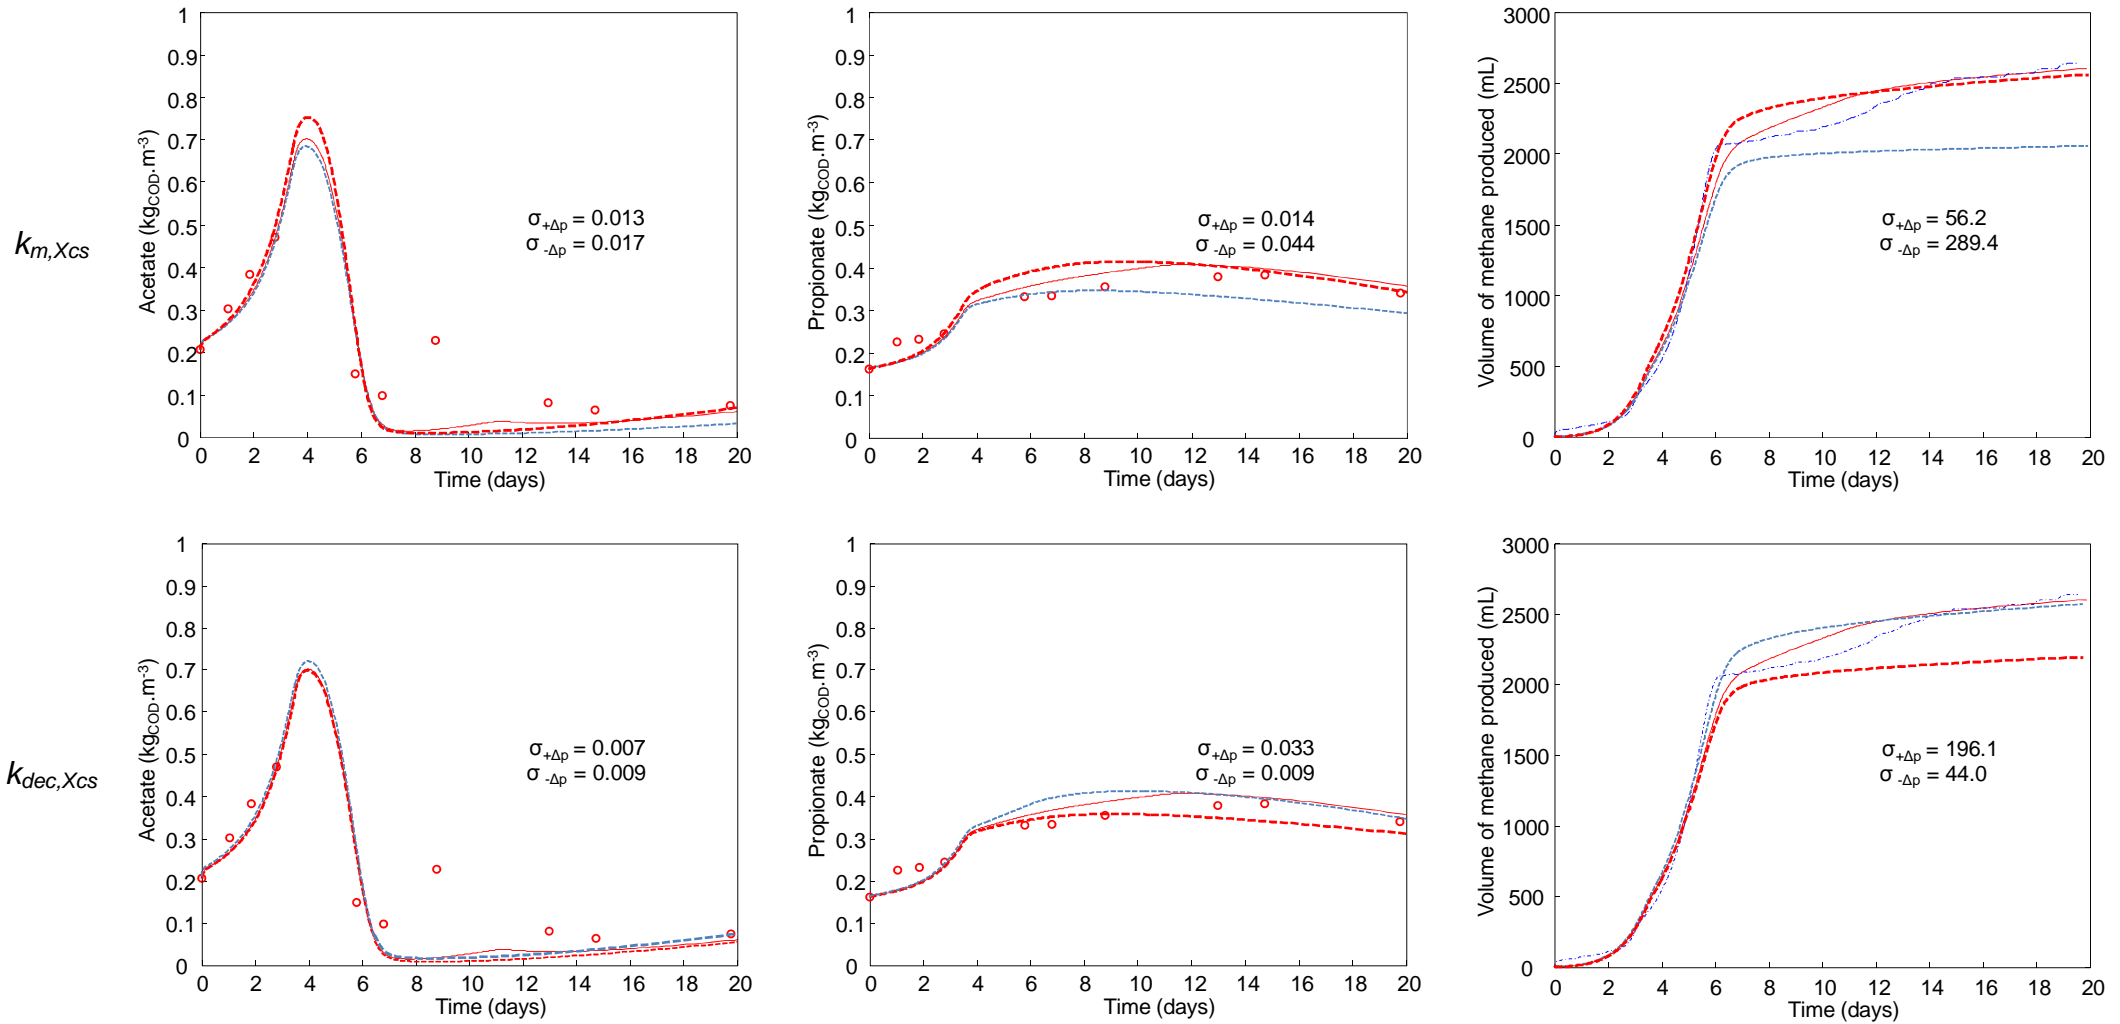 k_m,Xcs
1
0.9
0.8
0.7
0.6
0.5
0.4
0.3
0.2
0.1
0
Acetate (kg_COD.m^-3)
σ_+Δp = 0.013
σ_-Δp = 0.017
0 2 4 6 8 10 12 14 16 18 20
Time (days)
1
0.9
0.8
0.7
0.6
0.5
0.4
0.3
0.2
0.1
0
Propionate (kg_COD.m^-3)
σ_+Δp = 0.014
σ_-Δp = 0.044
0 2 4 6 8 10 12 14 16 18 20
Time (days)
3000
2500
2000
1500
1000
500
0
Volume of methane produced (mL)
σ_+Δp = 56.2
σ_-Δp = 289.4
0 2 4 6 8 10 12 14 16 18 20
Time (days)
k_dec,Xcs
1
0.9
0.8
0.7
0.6
0.5
0.4
0.3
0.2
0.1
0
Acetate (kg_COD.m^-3)
σ_+Δp = 0.007
σ_-Δp = 0.009
0 2 4 6 8 10 12 14 16 18 20
Time (days)
1
0.9
0.8
0.7
0.6
0.5
0.4
0.3
0.2
0.1
0
Propionate (kg_COD.m^-3)
σ_+Δp = 0.033
σ_-Δp = 0.009
0 2 4 6 8 10 12 14 16 18 20
Time (days)
3000
2500
2000
1500
1000
500
0
Volume of methane produced (mL)
σ_+Δp = 196.1
σ_-Δp = 44.0
0 2 4 6 8 10 12 14 16 18 20
Time (days)